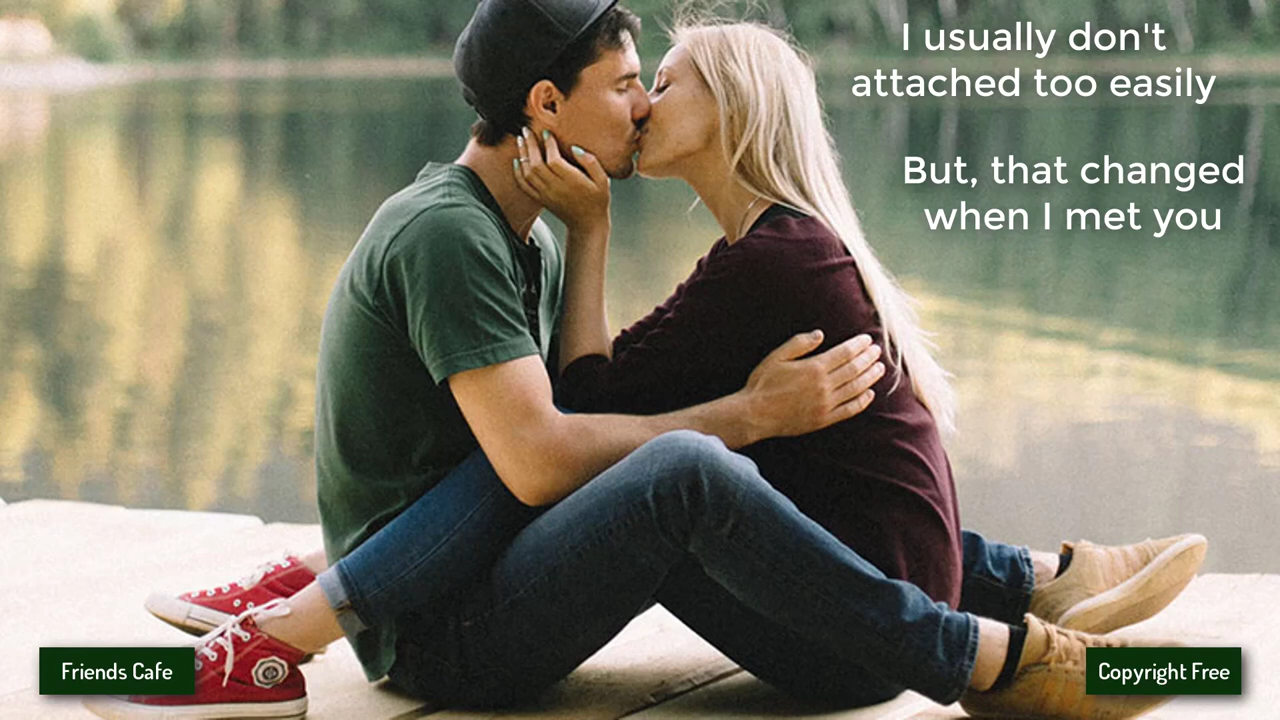 I usually don't
attached too easily
But, that changed
when I met you
Friends Cafe
Copyright Free